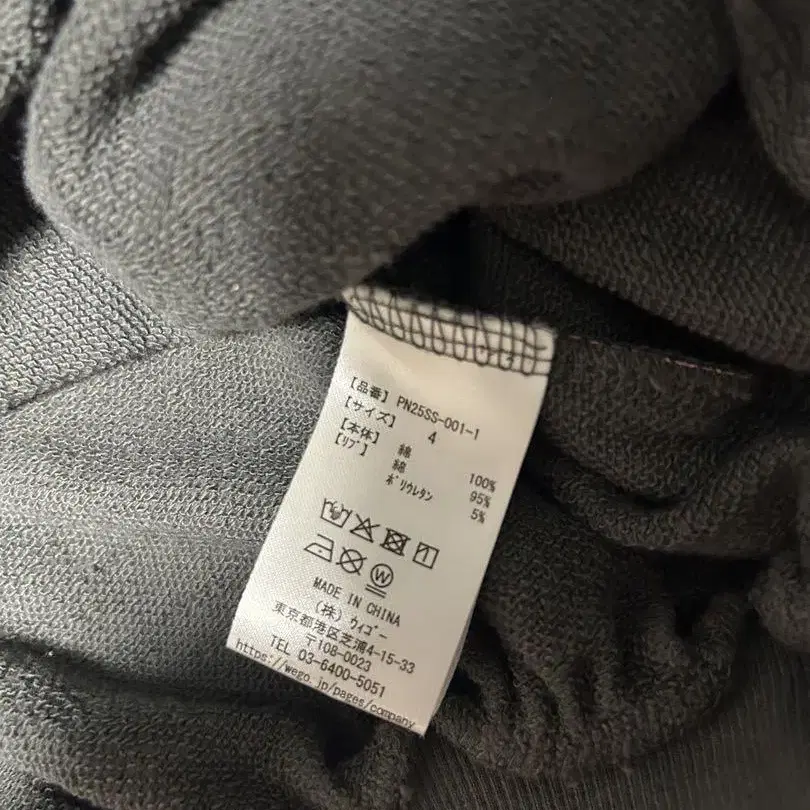 【品番】PN25SS-001-1
【サイズ】 4
【本体】 綿 100%
【リブ】 綿 95%
ポリウレタン 5%
W
MADE IN CHINA
(株) ウィゴー
東京都港区芝浦4-15-33
〒108-0023
TEL 03-6400-5051
https://wego.jp/pages/company